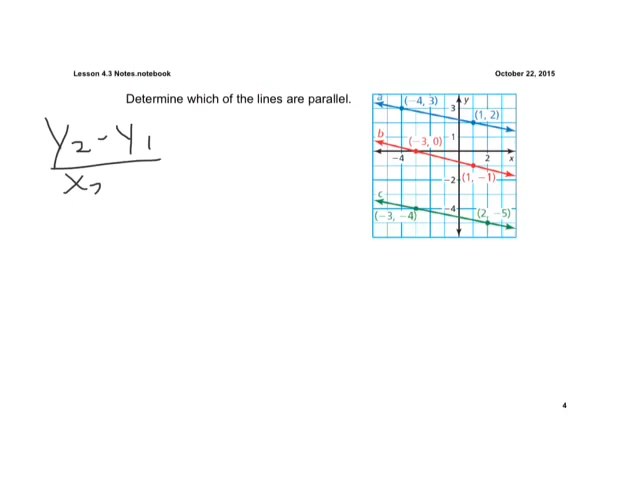 Lesson 4.3 Notes.notebook
October 22, 2015
Determine which of the lines are parallel.
y₂ - y₁
x₂
a
(−4, 3)
3
y
(1, 2)
b
(−3, 0)
1
−4
2
x
−2
(1, −1)
c
−4
(−3, −4)
(2, −5)
4